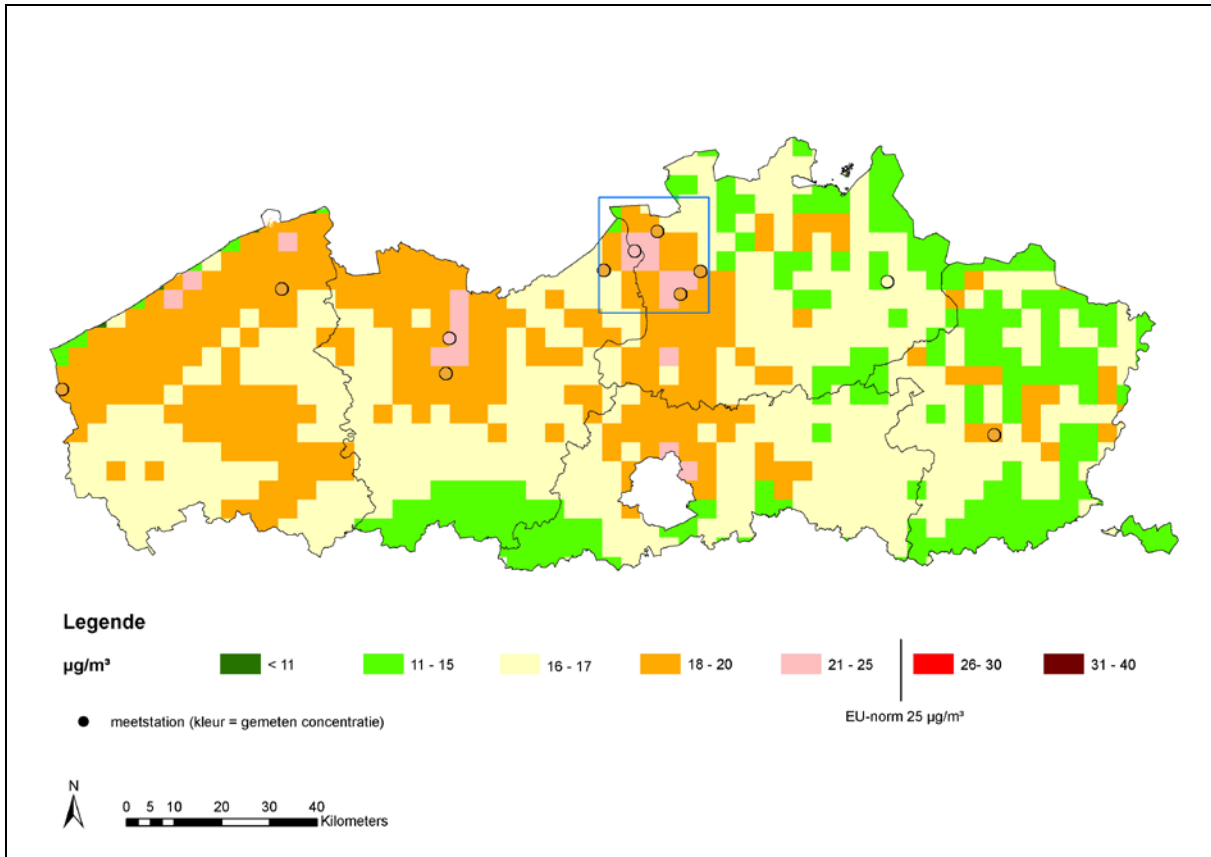 Legende
µg/m³ < 11 11 - 15 16 - 17 18 - 20 21 - 25 26- 30 31 - 40
EU-norm 25 µg/m³
meetstation (kleur = gemeten concentratie)
N
0 5 10 20 30 40
Kilometers